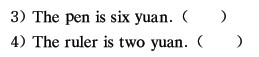 3) The pen is six yuan. (    )
4) The ruler is two yuan. (    )